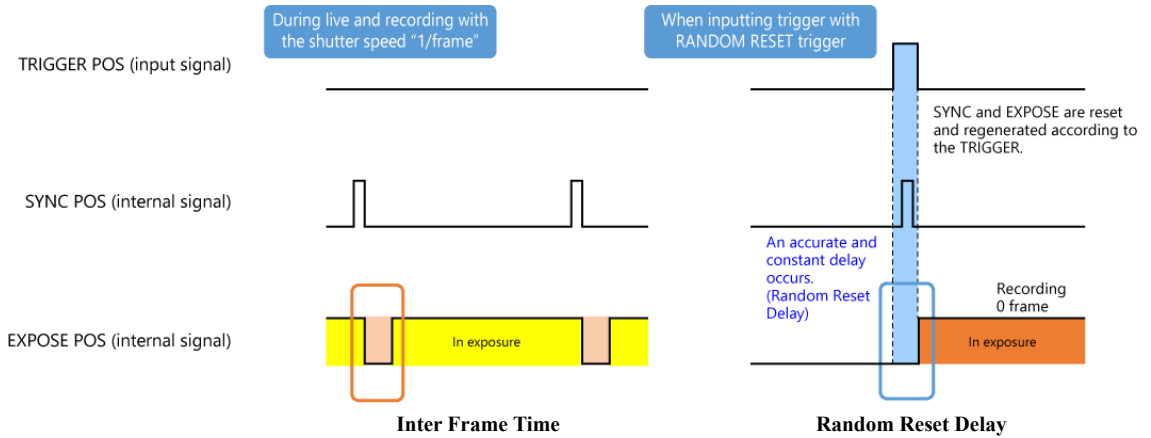 During live and recording with
the shutter speed "1/frame"
When inputting trigger with
RANDOM RESET trigger
TRIGGER POS (input signal)
SYNC and EXPOSE are reset
and regenerated according to
the TRIGGER.
SYNC POS (internal signal)
An accurate and
constant delay
occurs.
(Random Reset
Delay)
Recording
0 frame
EXPOSE POS (internal signal)
In exposure
In exposure
Inter Frame Time
Random Reset Delay